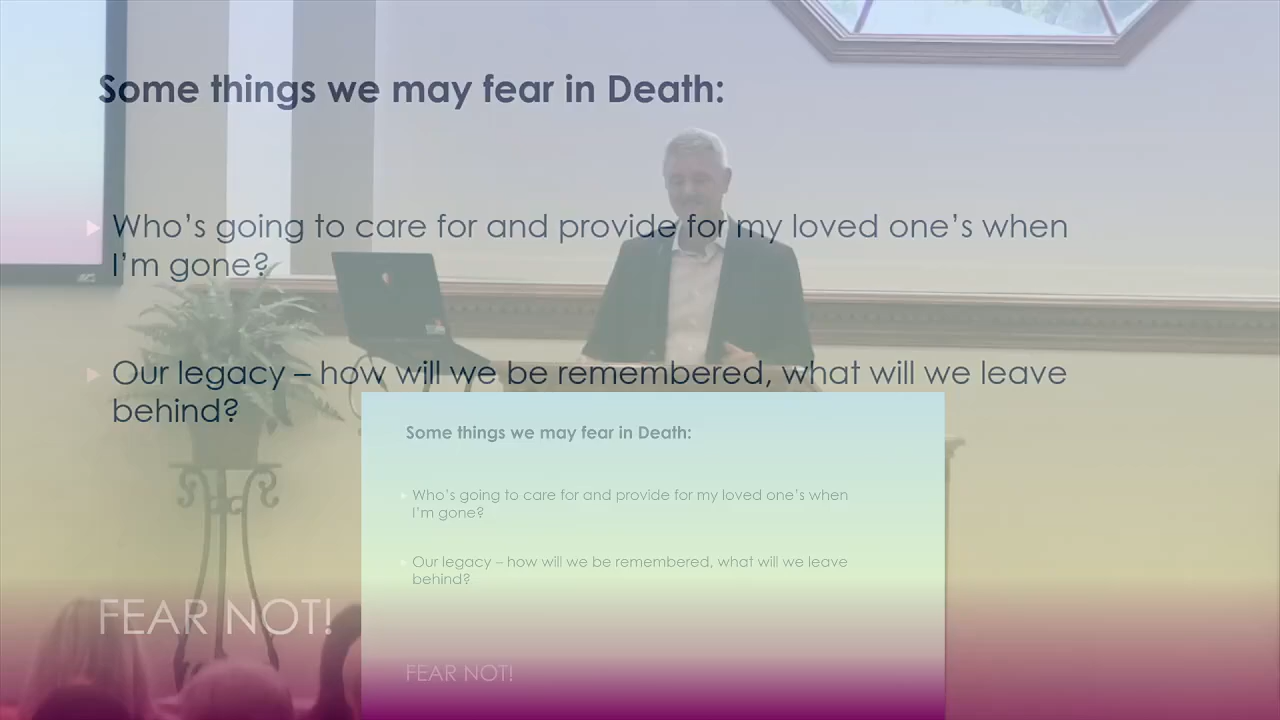 Some things we may fear in Death:
Who's going to care for and provide for my loved one's when
I'm gone?
Our legacy – how will we be remembered, what will we leave
behind?
FEAR NOT!
Some things we may fear in Death:
Who's going to care for and provide for my loved one's when
I'm gone?
Our legacy – how will we be remembered, what will we leave
behind?
FEAR NOT!